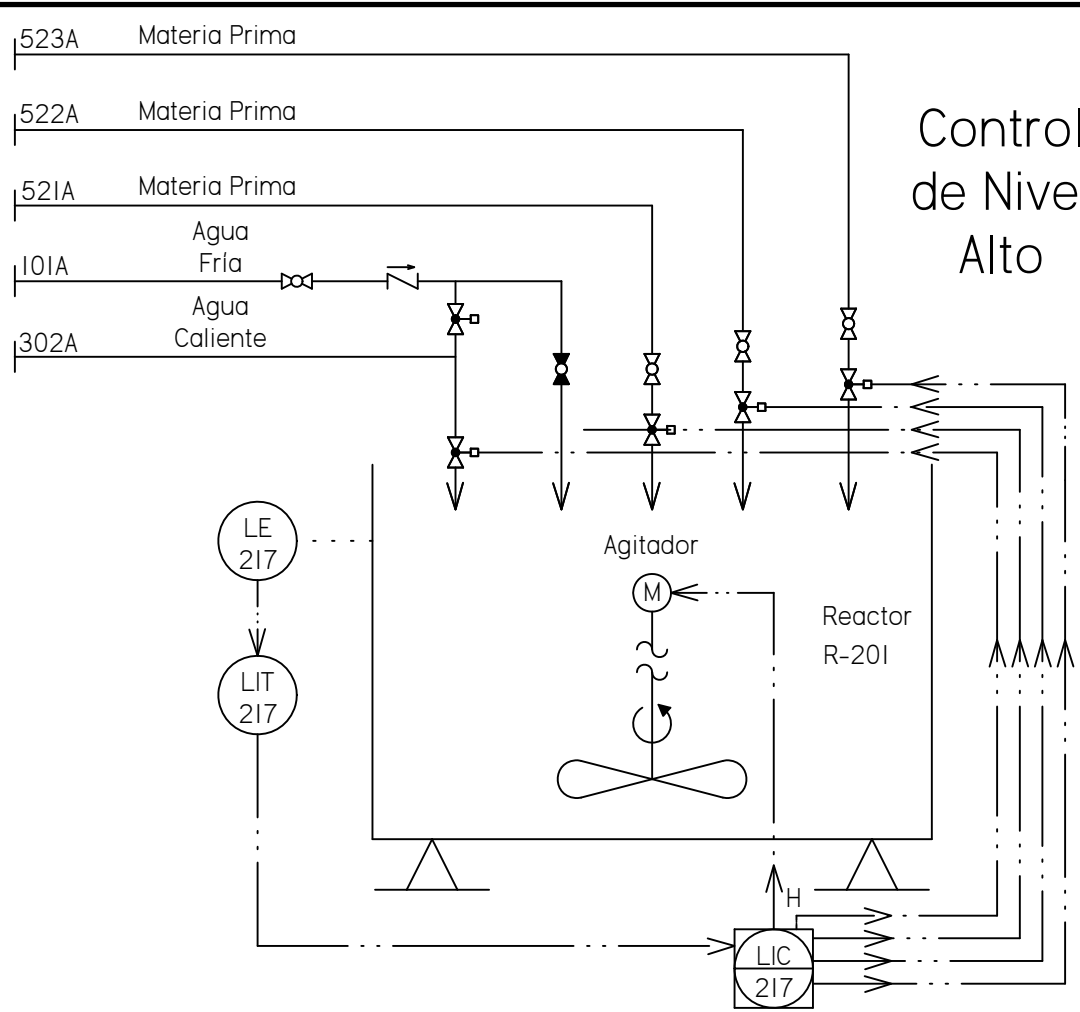 523A Materia Prima
522A Materia Prima
521A Materia Prima
Control
de Nive
Alto
Agua
Fría
101A
Agua
Caliente
302A
LE
217
Agitador
M
Reactor
R-201
LIT
217
H
LIC
217